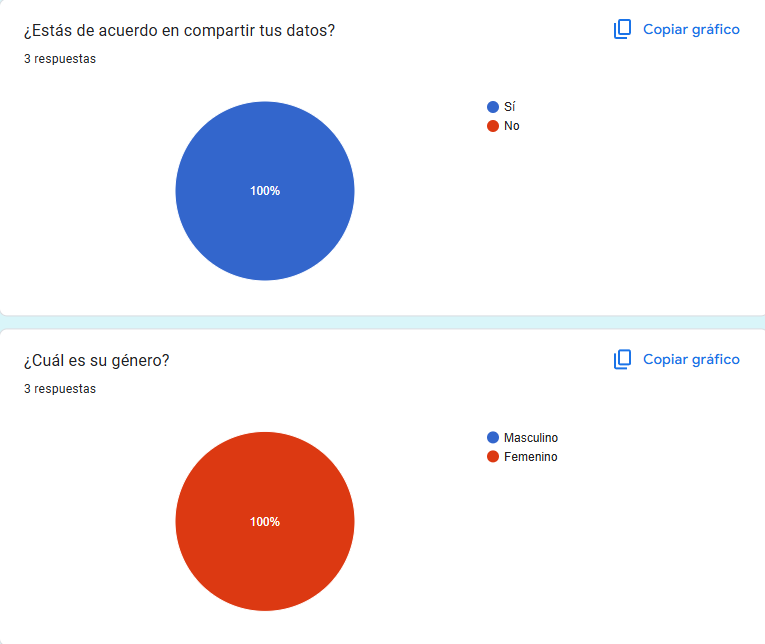 ¿Estás de acuerdo en compartir tus datos?
Copiar gráfico
3 respuestas
Sí
No
100%
¿Cuál es su género?
Copiar gráfico
3 respuestas
Masculino
Femenino
100%